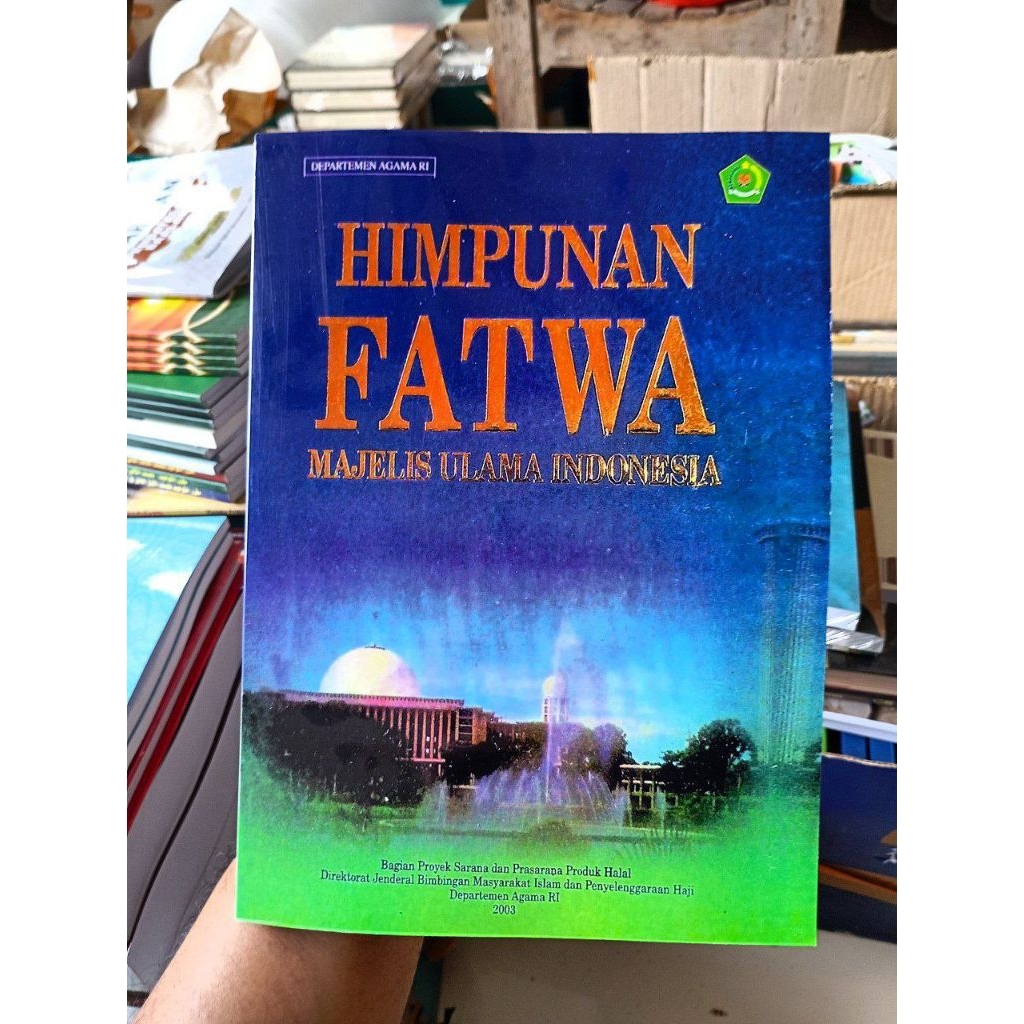 DEPARTEMEN AGAMA RI
HIMPUNAN
FATWA
MAJELIS ULAMA INDONESIA
Bagian Proyek Sarana dan Prasarana Produk Halal
Direktorat Jenderal Bimbingan Masyarakat Islam dan Penyelenggaraan Haji
Departemen Agama RI
2003